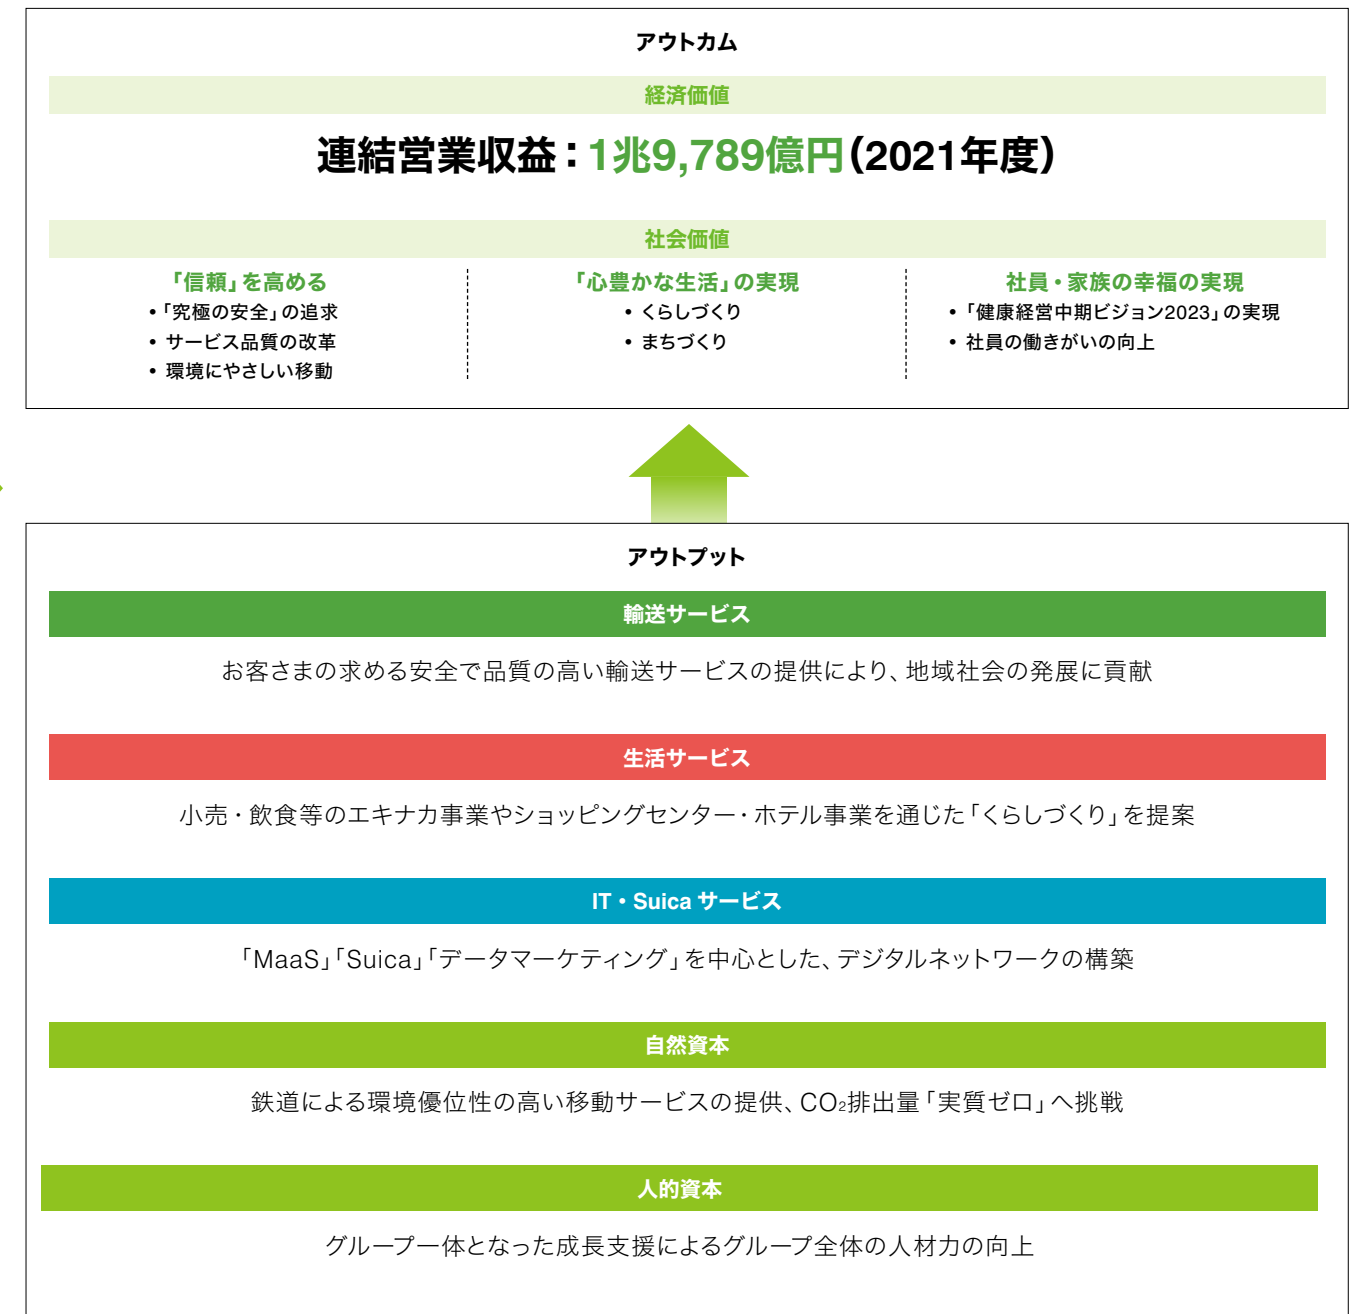 アウトカム
経済価値
連結営業収益：1兆9,789億円（2021年度）
社会価値
「信頼」を高める
•「究極の安全」の追求
• サービス品質の改革
• 環境にやさしい移動
「心豊かな生活」の実現
• くらしづくり
• まちづくり
社員・家族の幸福の実現
•「健康経営中期ビジョン2023」の実現
• 社員の働きがいの向上
アウトプット
輸送サービス
お客さまの求める安全で品質の高い輸送サービスの提供により、地域社会の発展に貢献
生活サービス
小売・飲食等のエキナカ事業やショッピングセンター・ホテル事業を通じた「くらしづくり」を提案
IT・Suica サービス
「MaaS」「Suica」「データマーケティング」を中心とした、デジタルネットワークの構築
自然資本
鉄道による環境優位性の高い移動サービスの提供、CO₂排出量「実質ゼロ」へ挑戦
人的資本
グループ一体となった成長支援によるグループ全体の人材力の向上